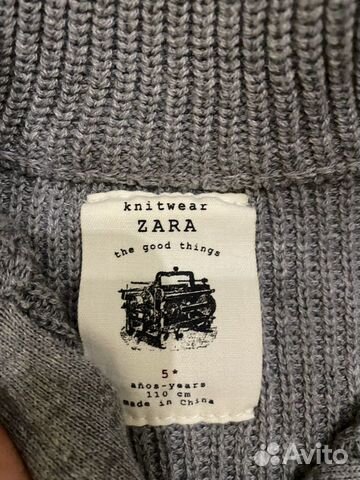 knitwear
ZARA
the good things
5*
años-years
110 cm
made in China
Avito